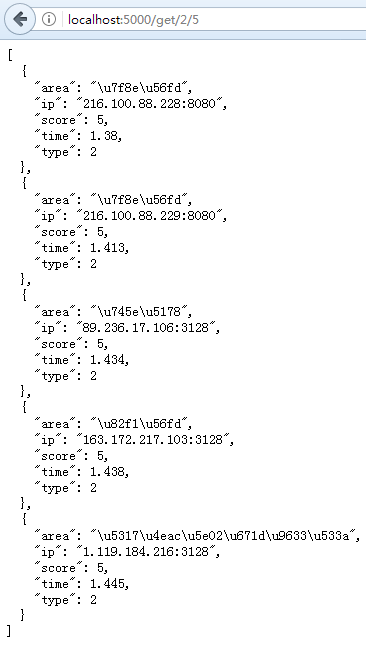 localhost:5000/get/2/5
[
  {
    "area": "\u7f8e\u56fd",
    "ip": "216.100.88.228:8080",
    "score": 5,
    "time": 1.38,
    "type": 2
  },
  {
    "area": "\u7f8e\u56fd",
    "ip": "216.100.88.229:8080",
    "score": 5,
    "time": 1.413,
    "type": 2
  },
  {
    "area": "\u745e\u5178",
    "ip": "89.236.17.106:3128",
    "score": 5,
    "time": 1.434,
    "type": 2
  },
  {
    "area": "\u82f1\u56fd",
    "ip": "163.172.217.103:3128",
    "score": 5,
    "time": 1.438,
    "type": 2
  },
  {
    "area": "\u5317\u4eac\u5e02\u671d\u9633\u533a",
    "ip": "1.119.184.216:3128",
    "score": 5,
    "time": 1.445,
    "type": 2
  }
]